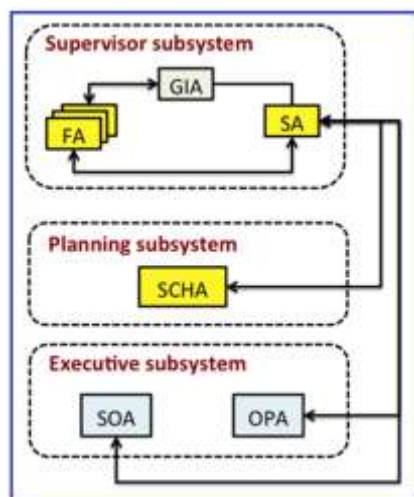 Supervisor subsystem
GIA
FA
SA
Planning subsystem
SCHA
Executive subsystem
SOA
OPA